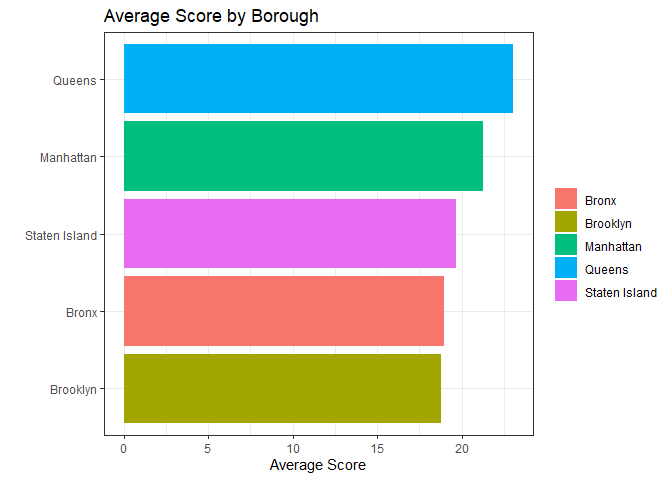 Average Score by Borough
Queens
Manhattan
Staten Island
Bronx
Brooklyn
0 5 10 15 20
Average Score
Bronx
Brooklyn
Manhattan
Queens
Staten Island